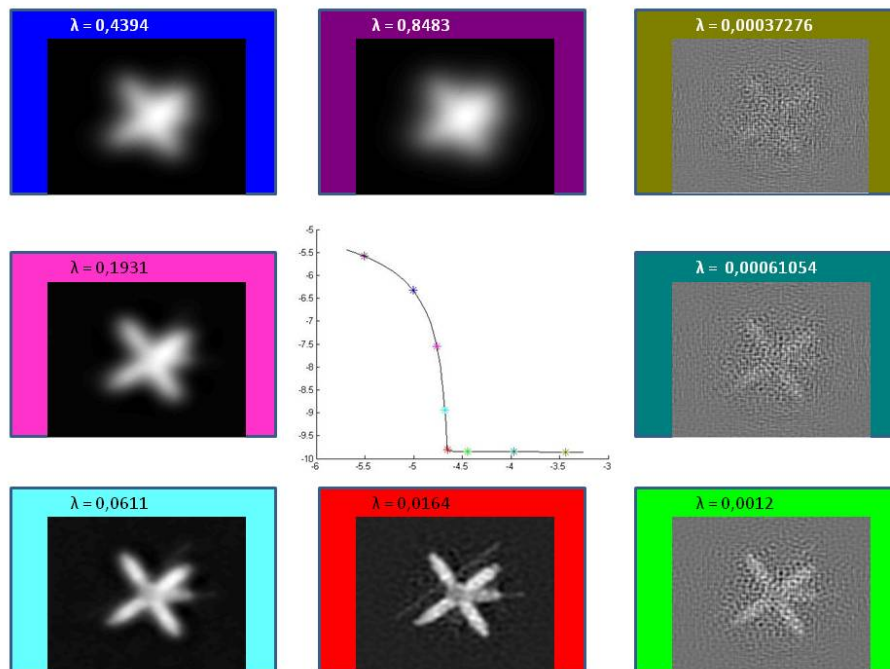 λ = 0,4394
λ = 0,8483
λ = 0,00037276
λ = 0,1931
-5
-5.5
-6
-6.5
-7
-7.5
-8
-8.5
-9
-9.5
-10
-6
-5.5
-5
-4.5
-4
-3.5
-3
λ = 0,00061054
λ = 0,0611
λ = 0,0164
λ = 0,0012